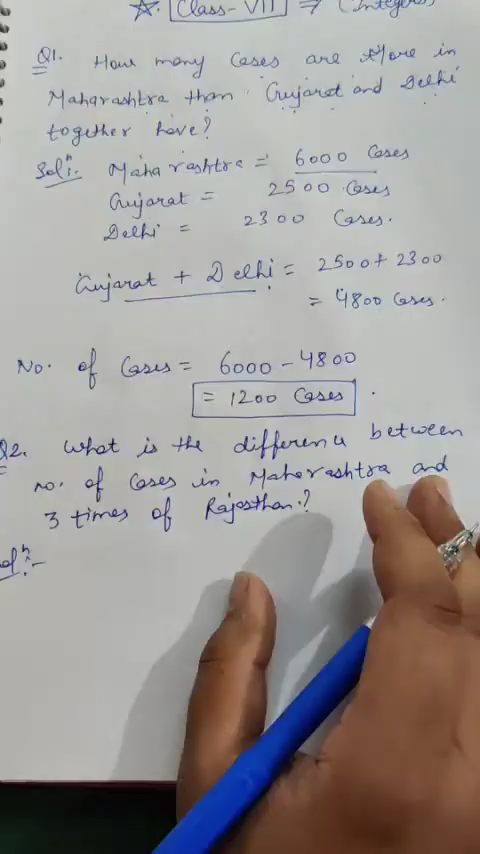 ☆. Class-VII ⇒ (Integers)
Q1. How many Cases are More in
Maharashtra than Gujarat and Delhi
together have?
Solⁿ:- Maharashtra = 6000 Cases
Gujarat = 2500 Cases
Delhi = 2300 Cases.
Gujarat + Delhi = 2500 + 2300
= 4800 Cases.
No. of Cases = 6000 - 4800
= 1200 Cases.
Q2. What is the difference between
no. of Cases in Maharashtra and
3 times of Rajasthan?
olⁿ:-